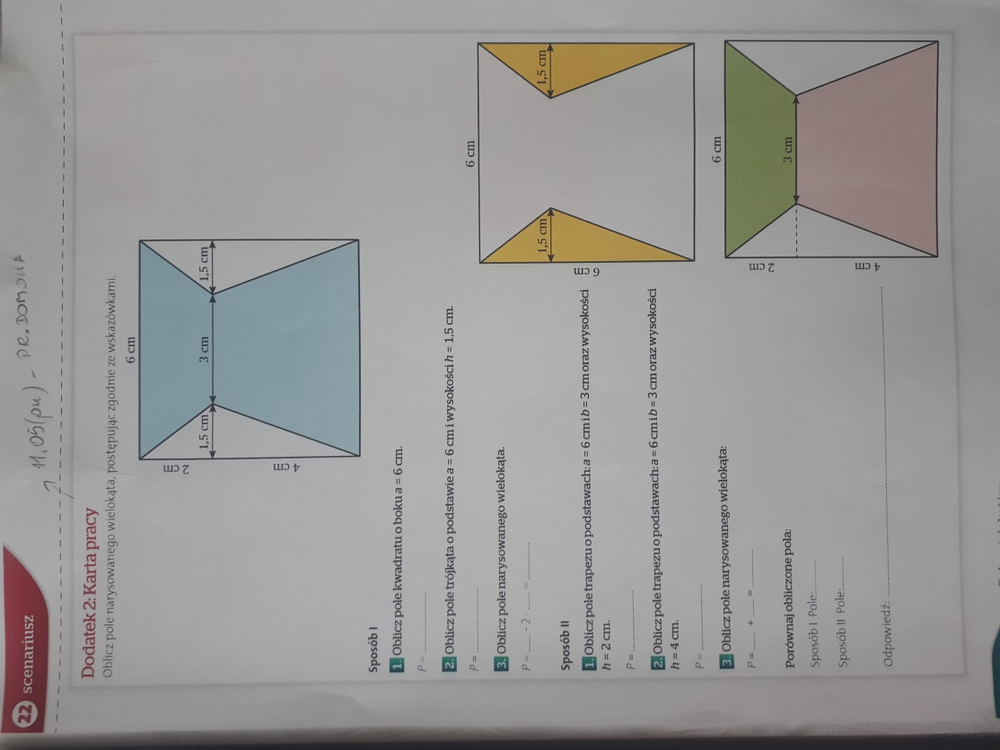 ↑ 11.05 (pn) - PR. DOMOWA
22 scenariusz
Dodatek 2: Karta pracy
Oblicz pole narysowanego wielokąta, postępując zgodnie ze wskazówkami.
6 cm
2 cm
1,5 cm
3 cm
1,5 cm
4 cm
Sposób I
1. Oblicz pole kwadratu o boku a = 6 cm.
P = ....................
2. Oblicz pole trójkąta o podstawie a = 6 cm i wysokości h = 1,5 cm.
P = ....................
3. Oblicz pole narysowanego wielokąta.
P = ...... - 2 · ...... = ............
6 cm
1,5 cm
1,5 cm
6 cm
Sposób II
1. Oblicz pole trapezu o podstawach: a = 6 cm i b = 3 cm oraz wysokości
h = 2 cm.
P = ....................
2. Oblicz pole trapezu o podstawach: a = 6 cm i b = 3 cm oraz wysokości
h = 4 cm.
P = ....................
3. Oblicz pole narysowanego wielokąta:
P = ...... + ...... = ............
6 cm
2 cm
3 cm
4 cm
Porównaj obliczone pola:
Sposób I Pole:............
Sposób II Pole:............
Odpowiedź: ............................................................